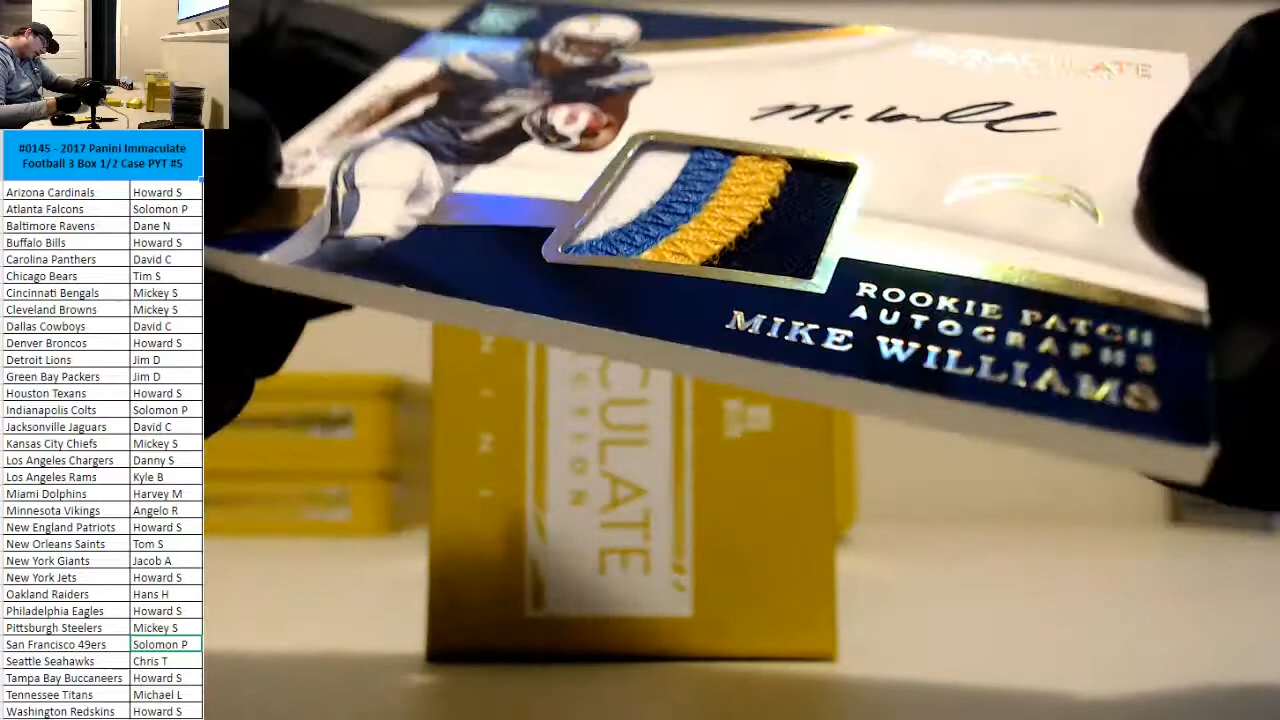 #0145 - 2017 Panini Immaculate
Football 3 Box 1/2 Case PYT #5
Arizona Cardinals Howard S
Atlanta Falcons Solomon P
Baltimore Ravens Dane N
Buffalo Bills Howard S
Carolina Panthers David C
Chicago Bears Tim S
Cincinnati Bengals Mickey S
Cleveland Browns Mickey S
Dallas Cowboys David C
Denver Broncos Howard S
Detroit Lions Jim D
Green Bay Packers Jim D
Houston Texans Howard S
Indianapolis Colts Solomon P
Jacksonville Jaguars David C
Kansas City Chiefs Mickey S
Los Angeles Chargers Danny S
Los Angeles Rams Kyle B
Miami Dolphins Harvey M
Minnesota Vikings Angelo R
New England Patriots Howard S
New Orleans Saints Tom S
New York Giants Jacob A
New York Jets Howard S
Oakland Raiders Hans H
Philadelphia Eagles Howard S
Pittsburgh Steelers Mickey S
San Francisco 49ers Solomon P
Seattle Seahawks Chris T
Tampa Bay Buccaneers Howard S
Tennessee Titans Michael L
Washington Redskins Howard S
IMMACULATE
ROOKIE PATCH
AUTOGRAPHS
MIKE WILLIAMS